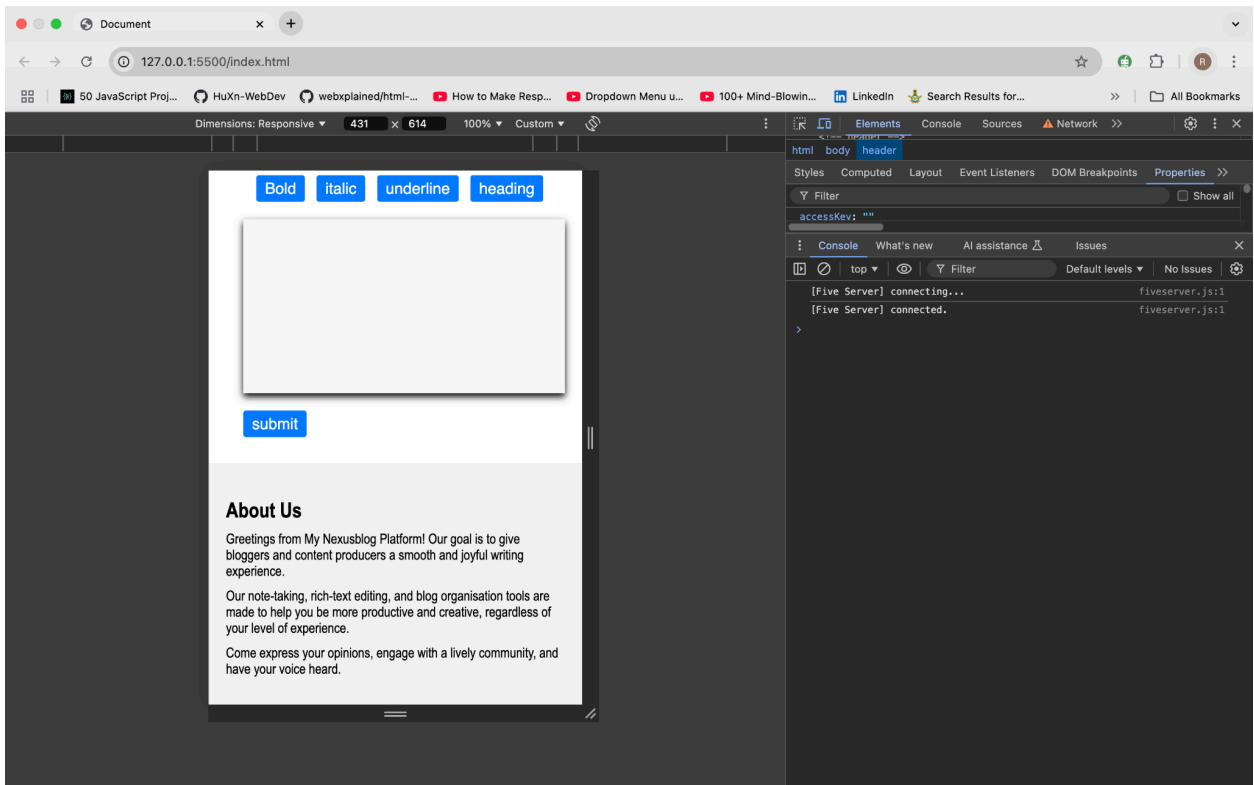 Document
127.0.0.1:5500/index.html
50 JavaScript Proj... HuXn-WebDev webxplained/html-... How to Make Resp... Dropdown Menu u... 100+ Mind-Blowin... LinkedIn Search Results for... All Bookmarks
Dimensions: Responsive 431 x 614 100% Custom
Elements Console Sources Network
<!-- header -->
html body header
Styles Computed Layout Event Listeners DOM Breakpoints Properties
Filter Show all
accessKey: ""
Console What's new AI assistance Issues
top Filter Default levels No Issues
[Five Server] connecting... fiveserver.js:1
[Five Server] connected. fiveserver.js:1
Bold italic underline heading
submit
About Us
Greetings from My Nexusblog Platform! Our goal is to give
bloggers and content producers a smooth and joyful writing
experience.
Our note-taking, rich-text editing, and blog organisation tools are
made to help you be more productive and creative, regardless of
your level of experience.
Come express your opinions, engage with a lively community, and
have your voice heard.
R